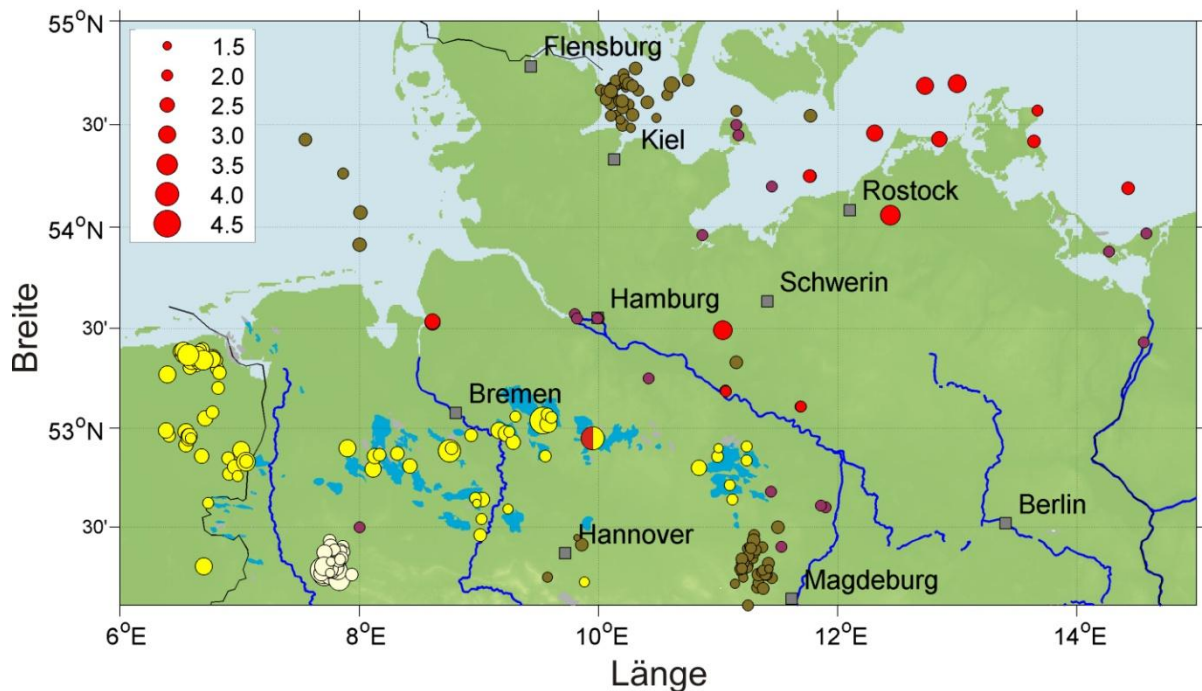 55°N
30'
54°N
30'
53°N
30'
Breite
1.5
2.0
2.5
3.0
3.5
4.0
4.5
Flensburg
Kiel
Rostock
Schwerin
Hamburg
Bremen
Berlin
Hannover
Magdeburg
6°E
8°E
10°E
12°E
14°E
Länge